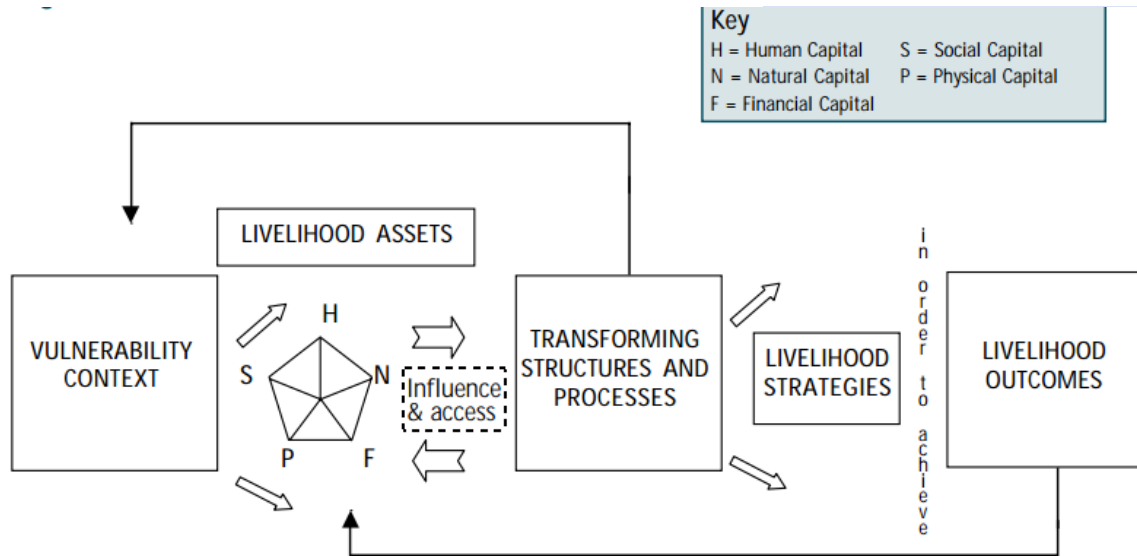 Key
H = Human Capital S = Social Capital
N = Natural Capital P = Physical Capital
F = Financial Capital
LIVELIHOOD ASSETS
VULNERABILITY
CONTEXT
H
S
N
P
F
Influence
& access
TRANSFORMING
STRUCTURES AND
PROCESSES
LIVELIHOOD
STRATEGIES
in order to achieve
LIVELIHOOD
OUTCOMES